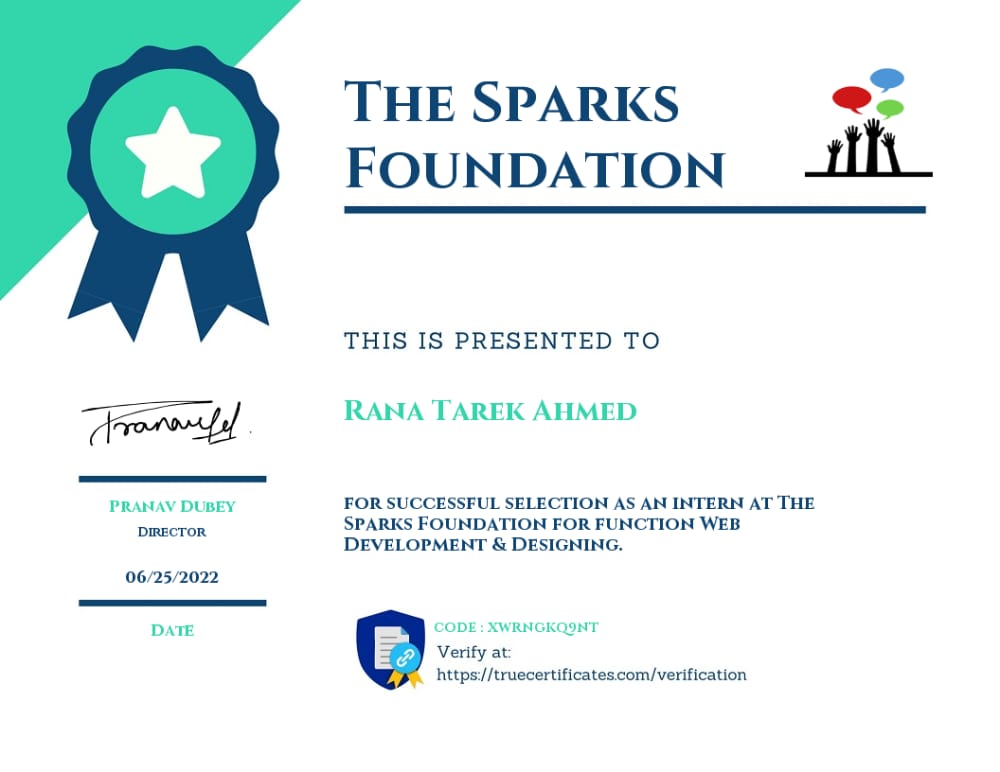 The Sparks
Foundation
THIS IS PRESENTED TO
Rana Tarek Ahmed
for successful selection as an intern at The
Sparks Foundation for function Web
Development & Designing.
Pranav Dubey
Director
06/25/2022
Date
CODE : XWRNGKQ9NT
Verify at:
https://truecertificates.com/verification